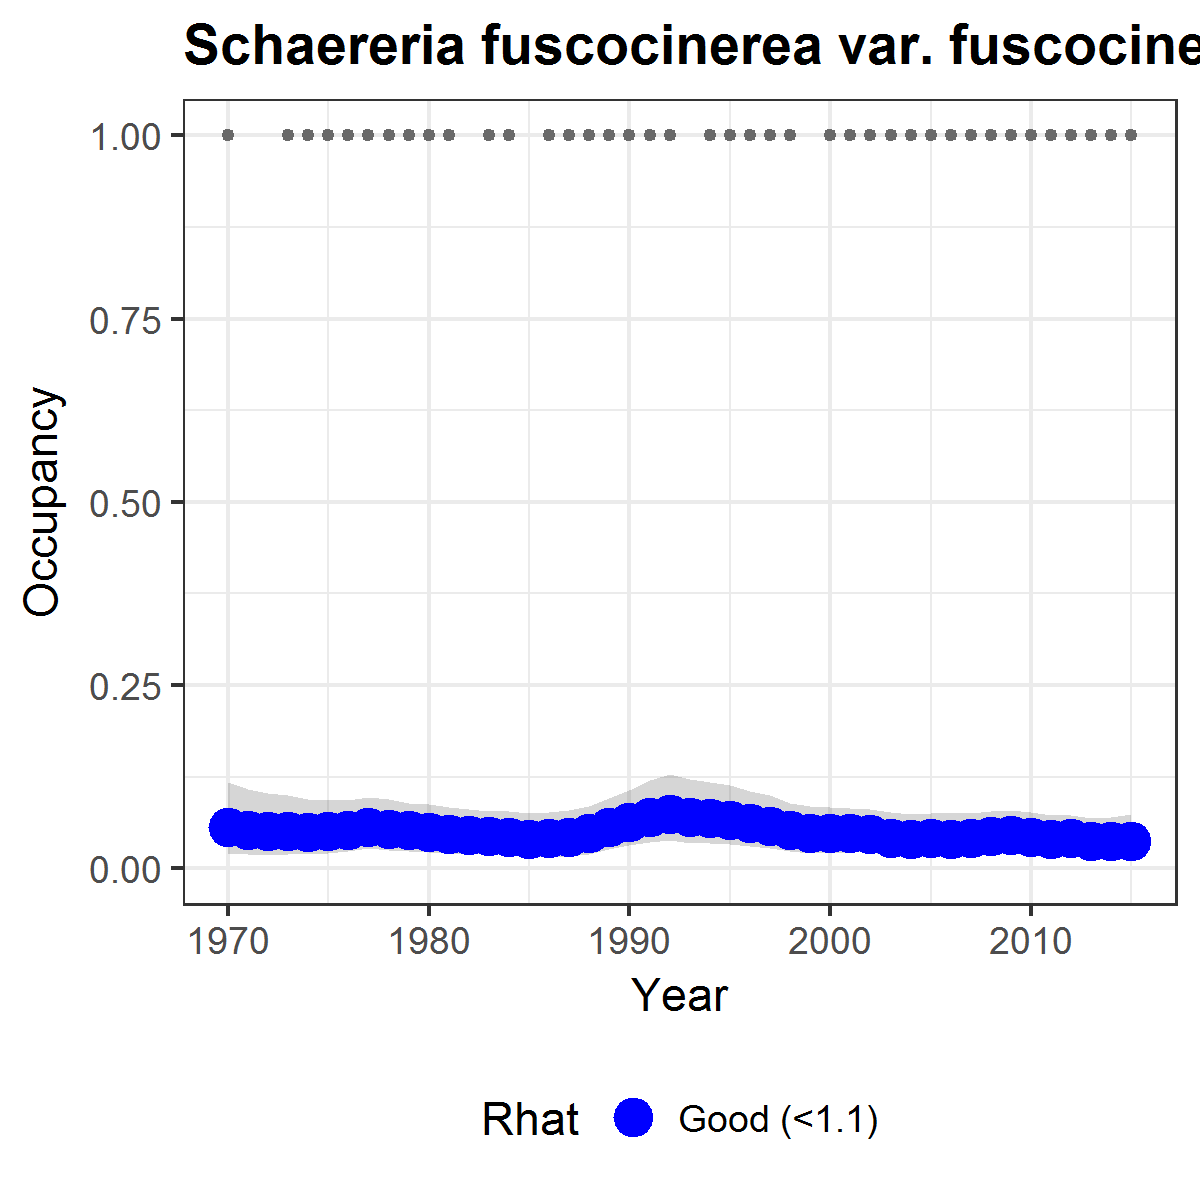 Schaereria fuscocinerea var. fuscocine
1.00
0.75
0.50
0.25
0.00
Occupancy
1970 1980 1990 2000 2010
Year
Rhat Good (<1.1)